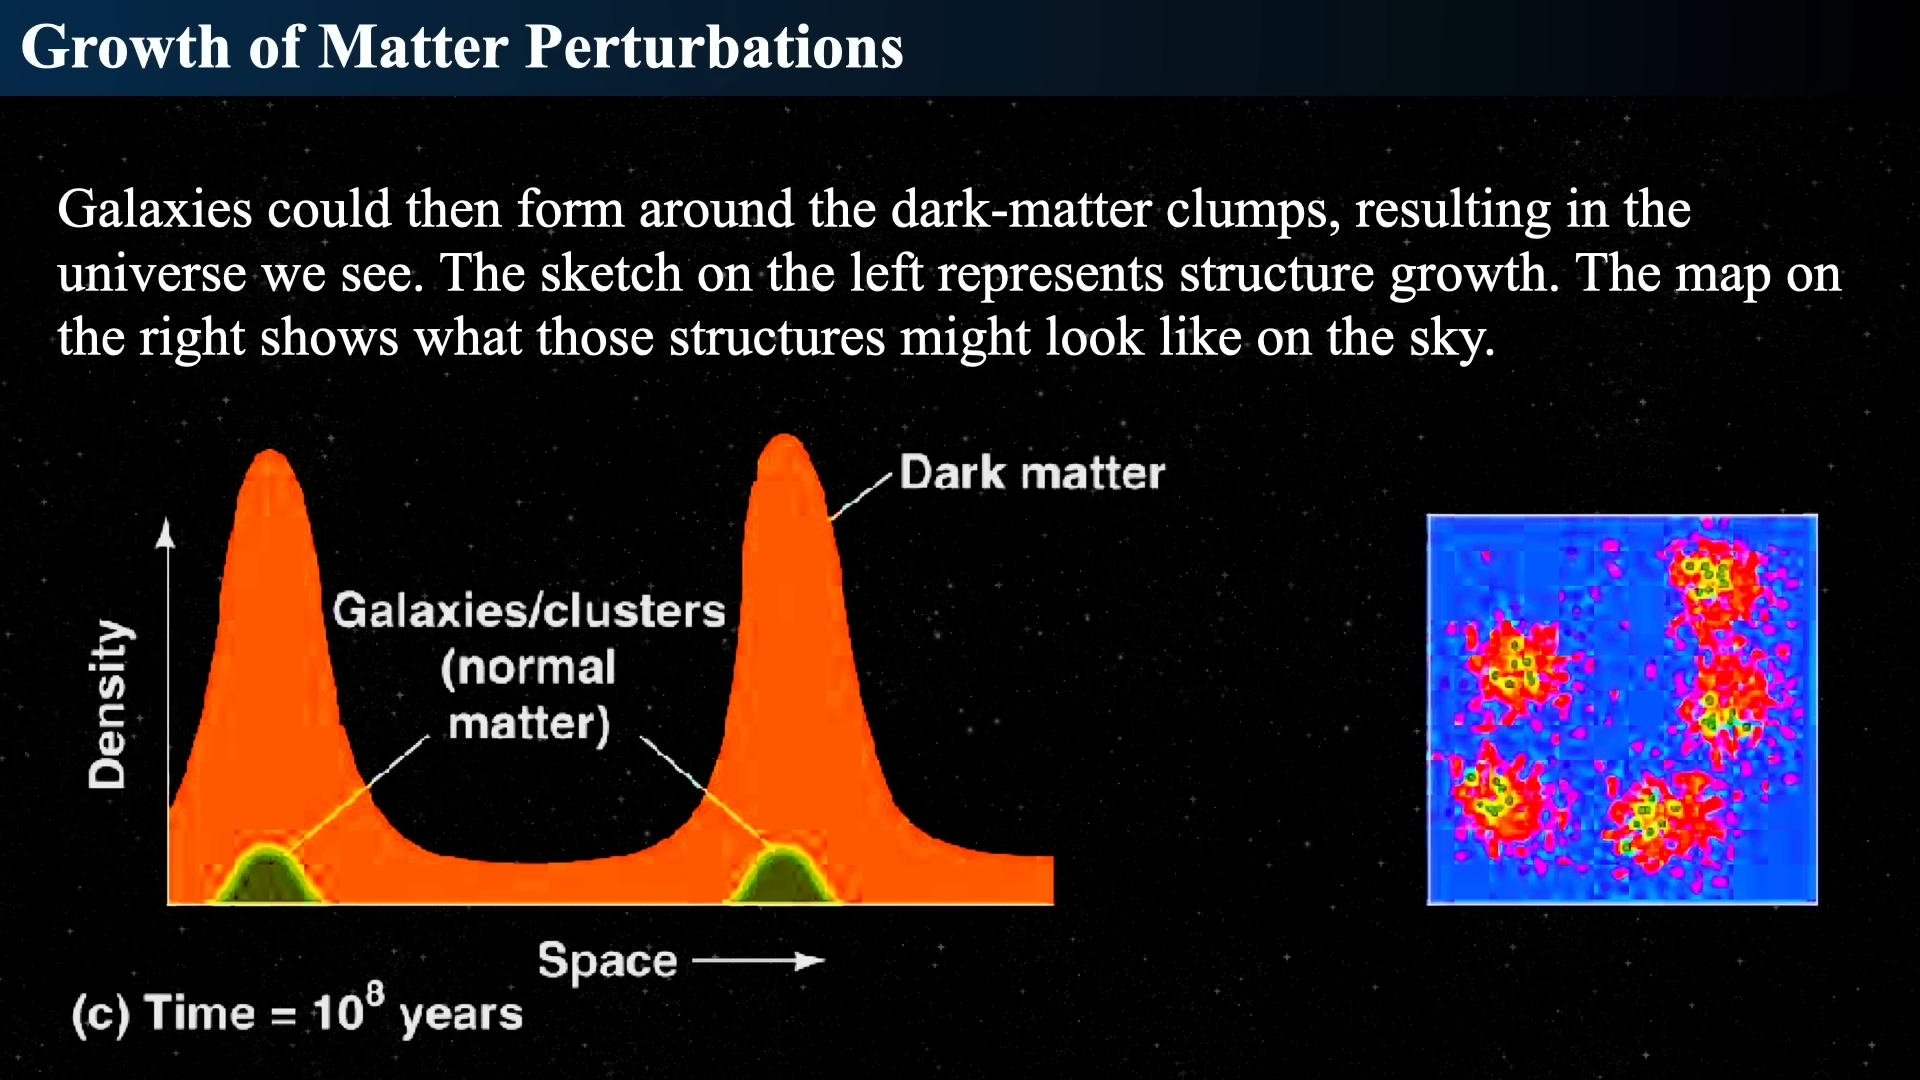 Growth of Matter Perturbations
Galaxies could then form around the dark-matter clumps, resulting in the
universe we see. The sketch on the left represents structure growth. The map on
the right shows what those structures might look like on the sky.
Dark matter
Galaxies/clusters
(normal
matter)
Density
Space
(c) Time = 10⁸ years